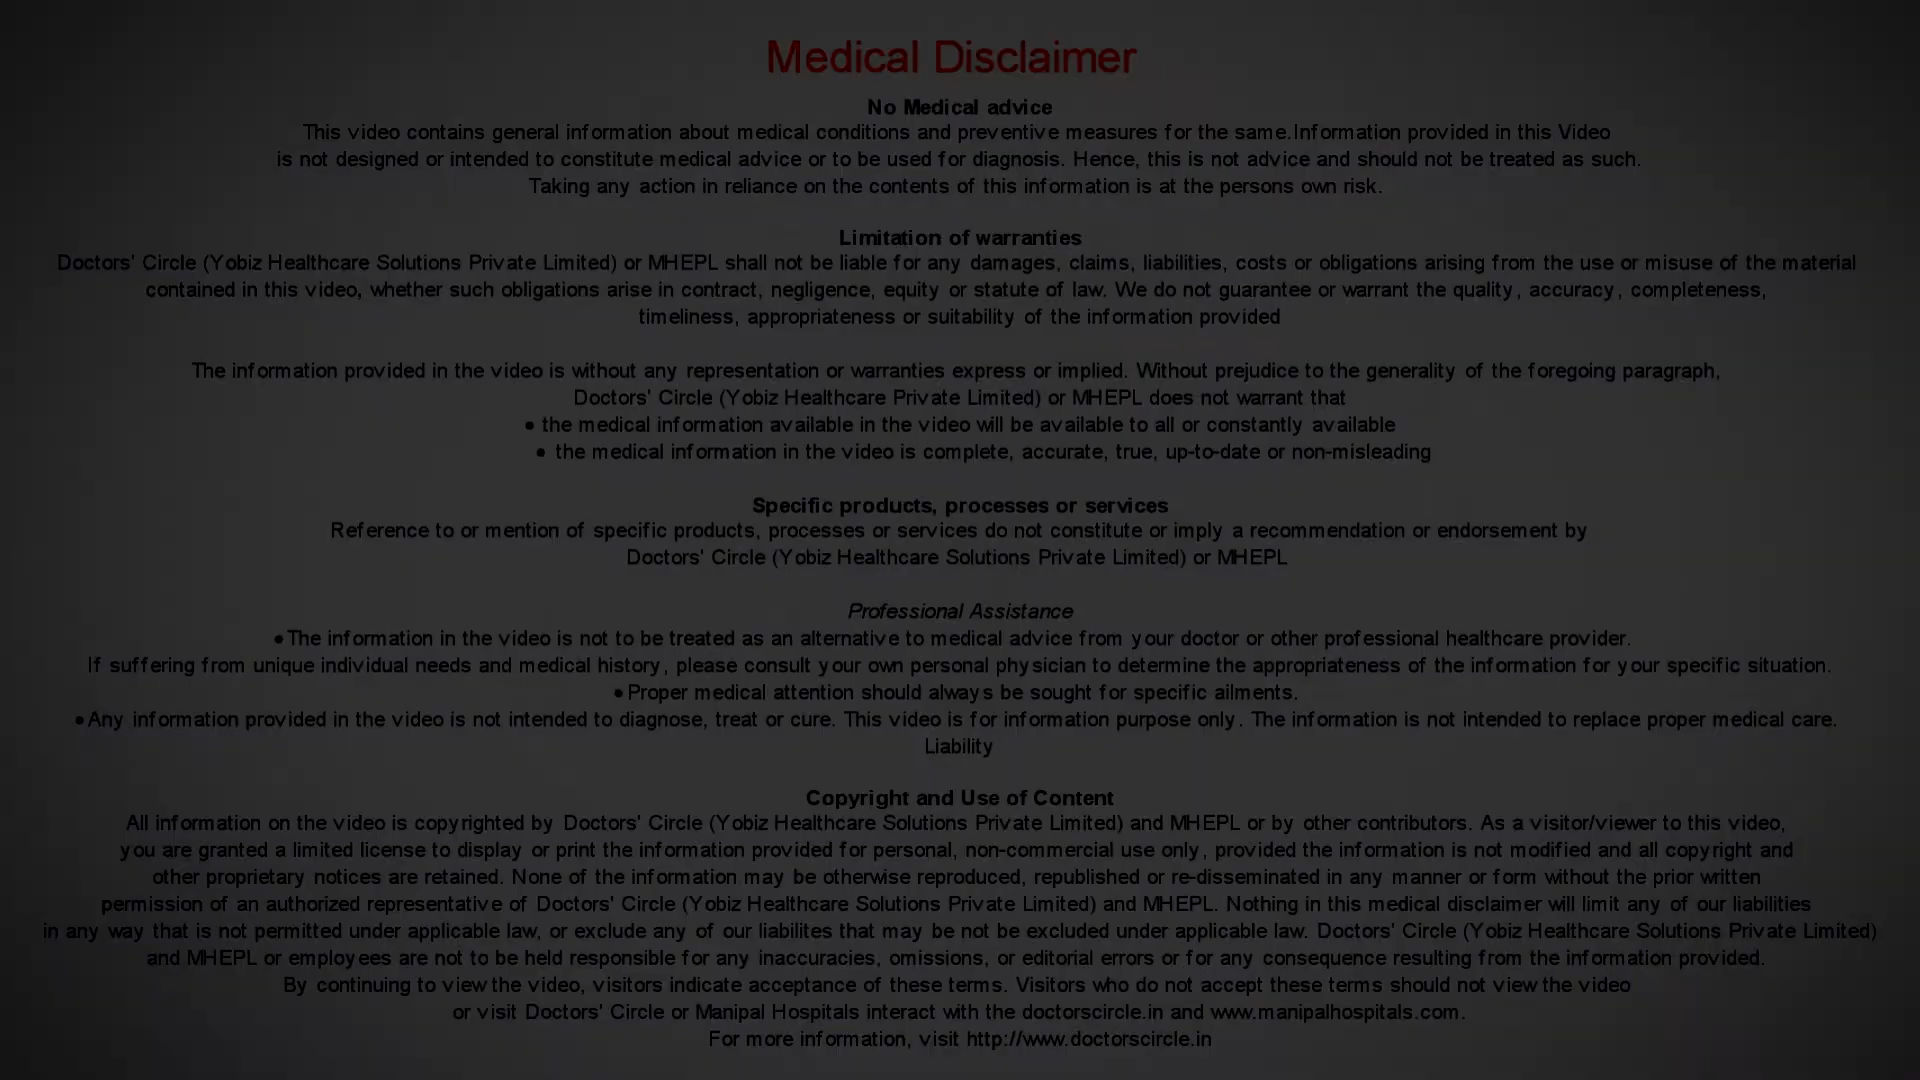 Medical Disclaimer
No Medical advice
This video contains general information about medical conditions and preventive measures for the same.Information provided in this Video
is not designed or intended to constitute medical advice or to be used for diagnosis. Hence, this is not advice and should not be treated as such.
Taking any action in reliance on the contents of this information is at the persons own risk.
Limitation of warranties
Doctors' Circle (Yobiz Healthcare Solutions Private Limited) or MHEPL shall not be liable for any damages, claims, liabilities, costs or obligations arising from the use or misuse of the material
contained in this video, whether such obligations arise in contract, negligence, equity or statute of law. We do not guarantee or warrant the quality, accuracy, completeness,
timeliness, appropriateness or suitability of the information provided
The information provided in the video is without any representation or warranties express or implied. Without prejudice to the generality of the foregoing paragraph,
Doctors' Circle (Yobiz Healthcare Private Limited) or MHEPL does not warrant that
• the medical information available in the video will be available to all or constantly available
• the medical information in the video is complete, accurate, true, up-to-date or non-misleading
Specific products, processes or services
Reference to or mention of specific products, processes or services do not constitute or imply a recommendation or endorsement by
Doctors' Circle (Yobiz Healthcare Solutions Private Limited) or MHEPL
Professional Assistance
•The information in the video is not to be treated as an alternative to medical advice from your doctor or other professional healthcare provider.
If suffering from unique individual needs and medical history, please consult your own personal physician to determine the appropriateness of the information for your specific situation.
•Proper medical attention should always be sought for specific ailments.
•Any information provided in the video is not intended to diagnose, treat or cure. This video is for information purpose only. The information is not intended to replace proper medical care.
Liability
Copyright and Use of Content
All information on the video is copyrighted by Doctors' Circle (Yobiz Healthcare Solutions Private Limited) and MHEPL or by other contributors. As a visitor/viewer to this video,
you are granted a limited license to display or print the information provided for personal, non-commercial use only, provided the information is not modified and all copyright and
other proprietary notices are retained. None of the information may be otherwise reproduced, republished or re-disseminated in any manner or form without the prior written
permission of an authorized representative of Doctors' Circle (Yobiz Healthcare Solutions Private Limited) and MHEPL. Nothing in this medical disclaimer will limit any of our liabilities
in any way that is not permitted under applicable law, or exclude any of our liabilites that may be not be excluded under applicable law. Doctors' Circle (Yobiz Healthcare Solutions Private Limited)
and MHEPL or employees are not to be held responsible for any inaccuracies, omissions, or editorial errors or for any consequence resulting from the information provided.
By continuing to view the video, visitors indicate acceptance of these terms. Visitors who do not accept these terms should not view the video
or visit Doctors' Circle or Manipal Hospitals interact with the doctorscircle.in and www.manipalhospitals.com.
For more information, visit http://www.doctorscircle.in